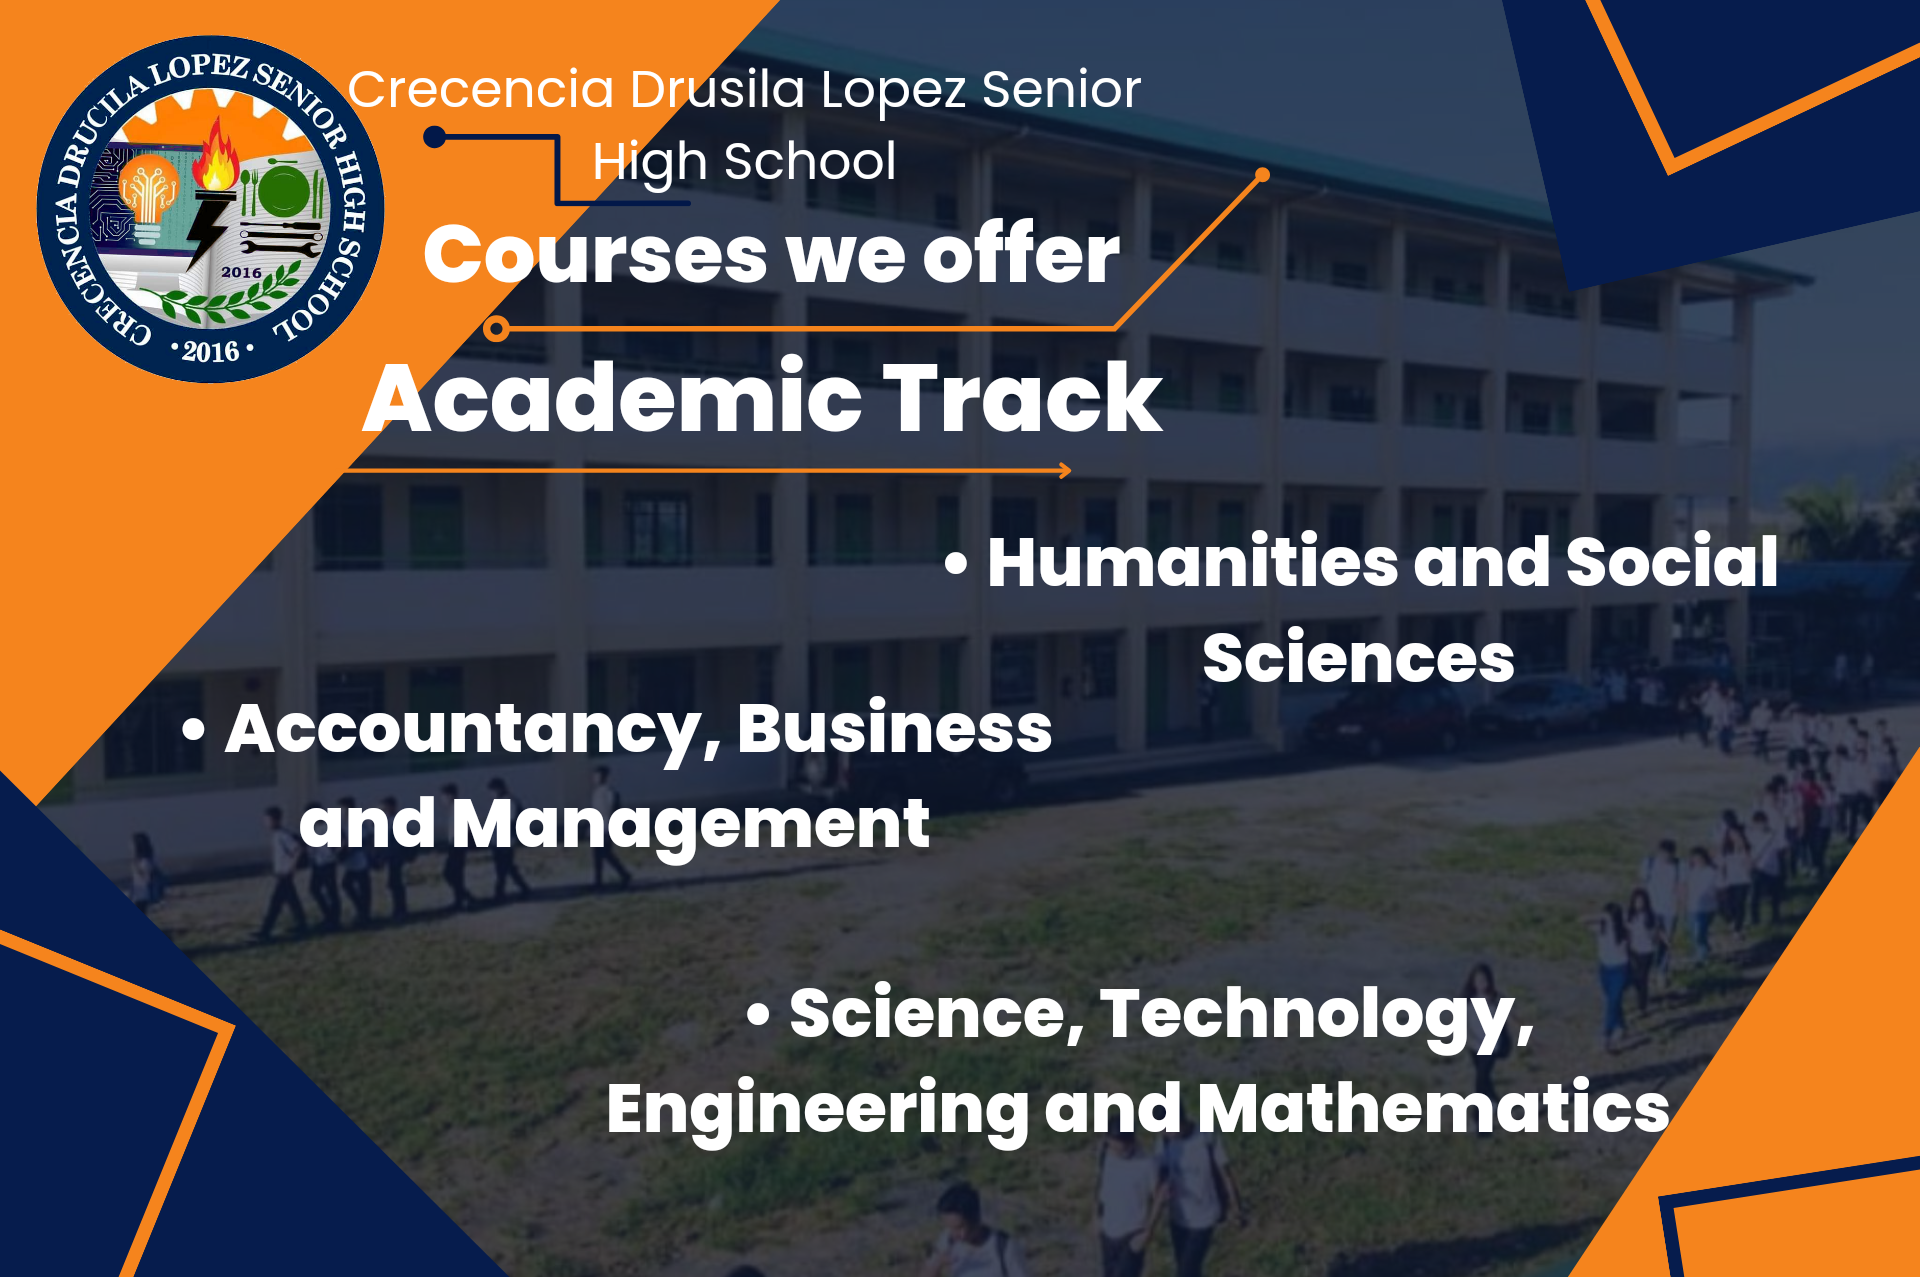 CRECENCIA DRUCILA LOPEZ SENIOR HIGH SCHOOL
2016
• 2016 •
Crecencia Drusila Lopez Senior
High School
Courses we offer
Academic Track
• Humanities and Social
Sciences
• Accountancy, Business
and Management
• Science, Technology,
Engineering and Mathematics